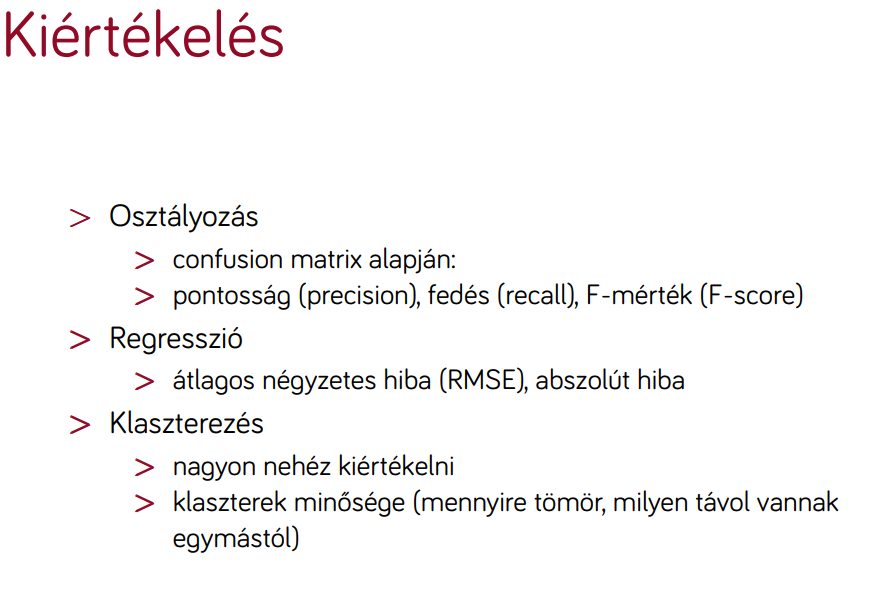 Kiértékelés
> Osztályozás
> confusion matrix alapján:
> pontosság (precision), fedés (recall), F-mérték (F-score)
> Regresszió
> átlagos négyzetes hiba (RMSE), abszolút hiba
> Klaszterezés
> nagyon nehéz kiértékelni
> klaszterek minősége (mennyire tömör, milyen távol vannak
egymástól)